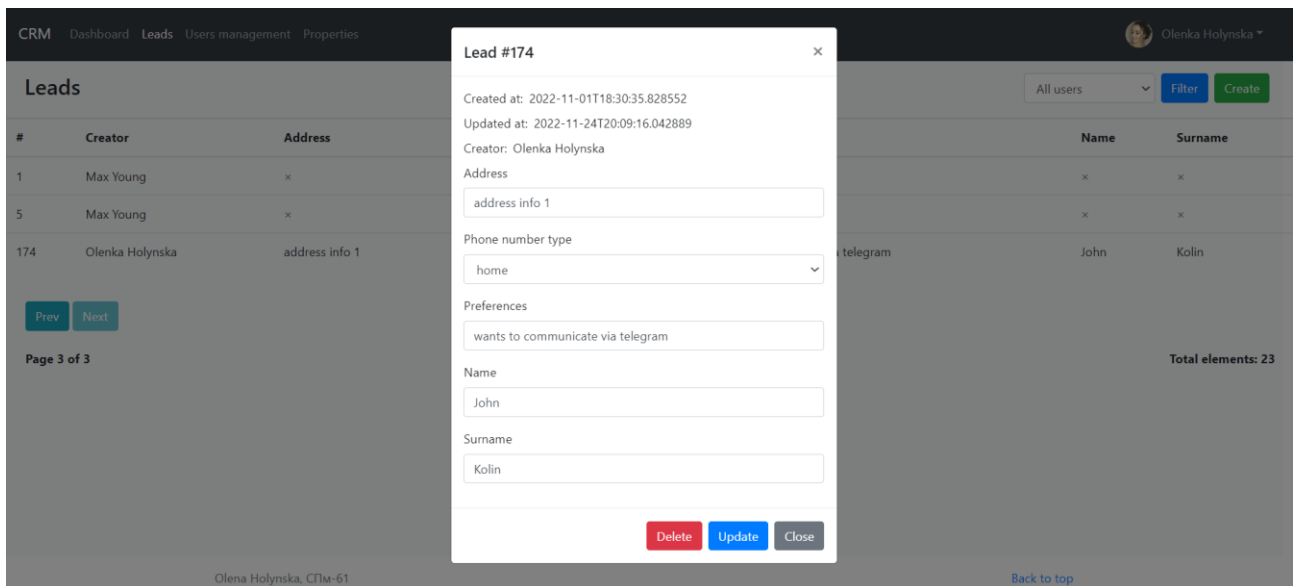 CRM Dashboard Leads Users management Properties Olenka Holynska
Leads All users Filter Create
# Creator Address Name Surname
1 Max Young × × ×
5 Max Young × × ×
174 Olenka Holynska address info 1 telegram John Kolin
Prev Next
Page 3 of 3 Total elements: 23
Lead #174 ×
Created at: 2022-11-01T18:30:35.828552
Updated at: 2022-11-24T20:09:16.042889
Creator: Olenka Holynska
Address
address info 1
Phone number type
home
Preferences
wants to communicate via telegram
Name
John
Surname
Kolin
Delete Update Close
Olena Holynska, СПм-61 Back to top